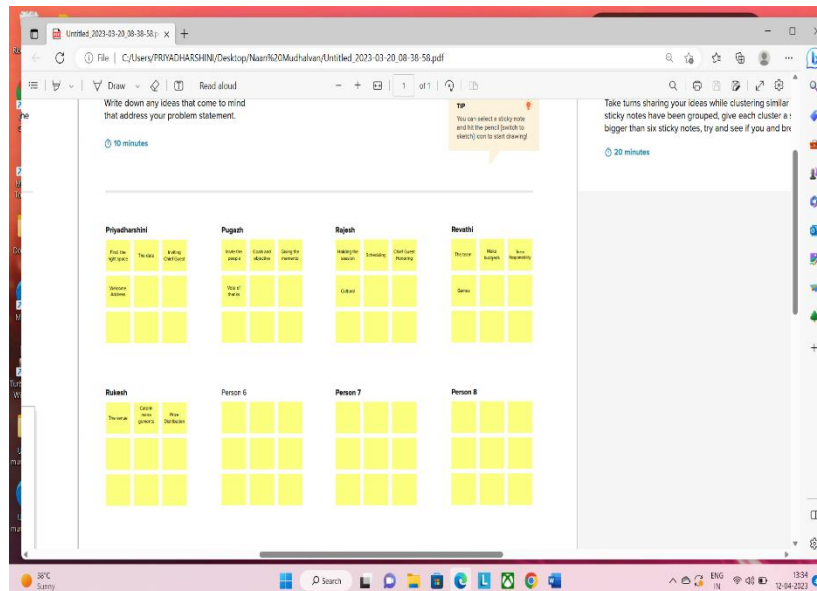 Untitled_2023-03-20_08-38-58.p
File C:/Users/PRIYADHARSHINI/Desktop/Naan%20Mudhalvan/Untitled_2023-03-20_08-38-58.pdf
Draw
Read aloud
1 of 1
Write down any ideas that come to mind
that address your problem statement.
10 minutes
TIP
You can select a sticky note
and hit the pencil [switch to
sketch] icon to start drawing!
Take turns sharing your ideas while clustering similar
sticky notes have been grouped, give each cluster a s
bigger than six sticky notes, try and see if you and bre
20 minutes
Priyadharshini
Find the
right speed
The data
Inviting
Chief Guest
Welcome
Address
Pugazh
Invite the
people
Goals and
objective
Giving the
mementos
Vote of
thanks
Rajesh
Holding the
session
Scheduling
Chief Guest
Honoring
Cultural
Revathi
The team
Make
budgets
Responsibility
Games
Rukesh
The venue
Prize
Distribution
Person 6
Person 7
Person 8
38°C
Sunny
Search
ENG
IN
13:34
12-04-2023